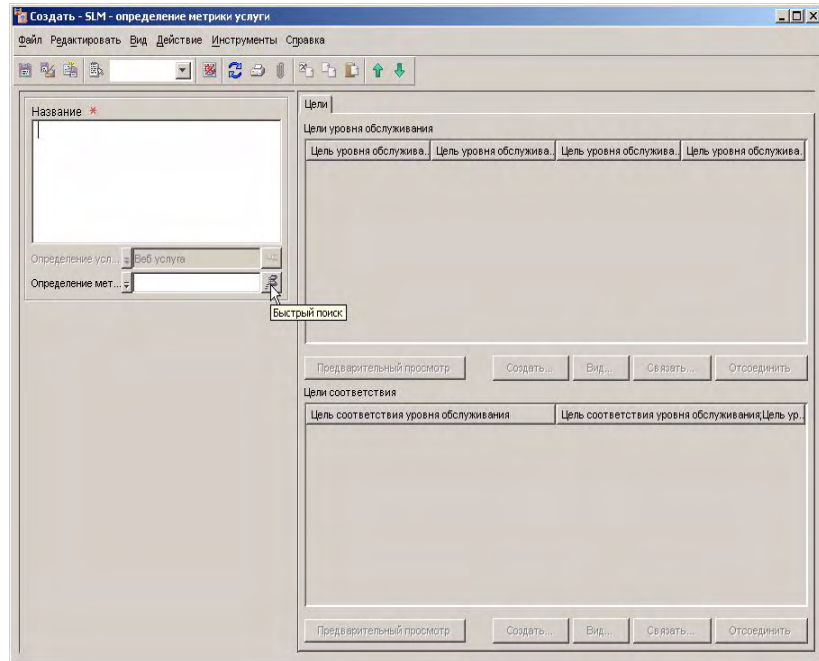 Создать - SLM - определение метрики услуги
Файл Редактировать Вид Действие Инструменты Справка
Название *
Определение усл... Веб услуга
Определение мет...
Быстрый поиск
Цели
Цели уровня обслуживания
Цель уровня обслужива.. Цель уровня обслужива.. Цель уровня обслужива.. Цель уровня обслужива.
Предварительный просмотр Создать... Вид... Связать... Отсоединить
Цели соответствия
Цель соответствия уровня обслуживания Цель соответствия уровня обслуживания;Цель ур..
Предварительный просмотр Создать... Вид... Связать... Отсоединить